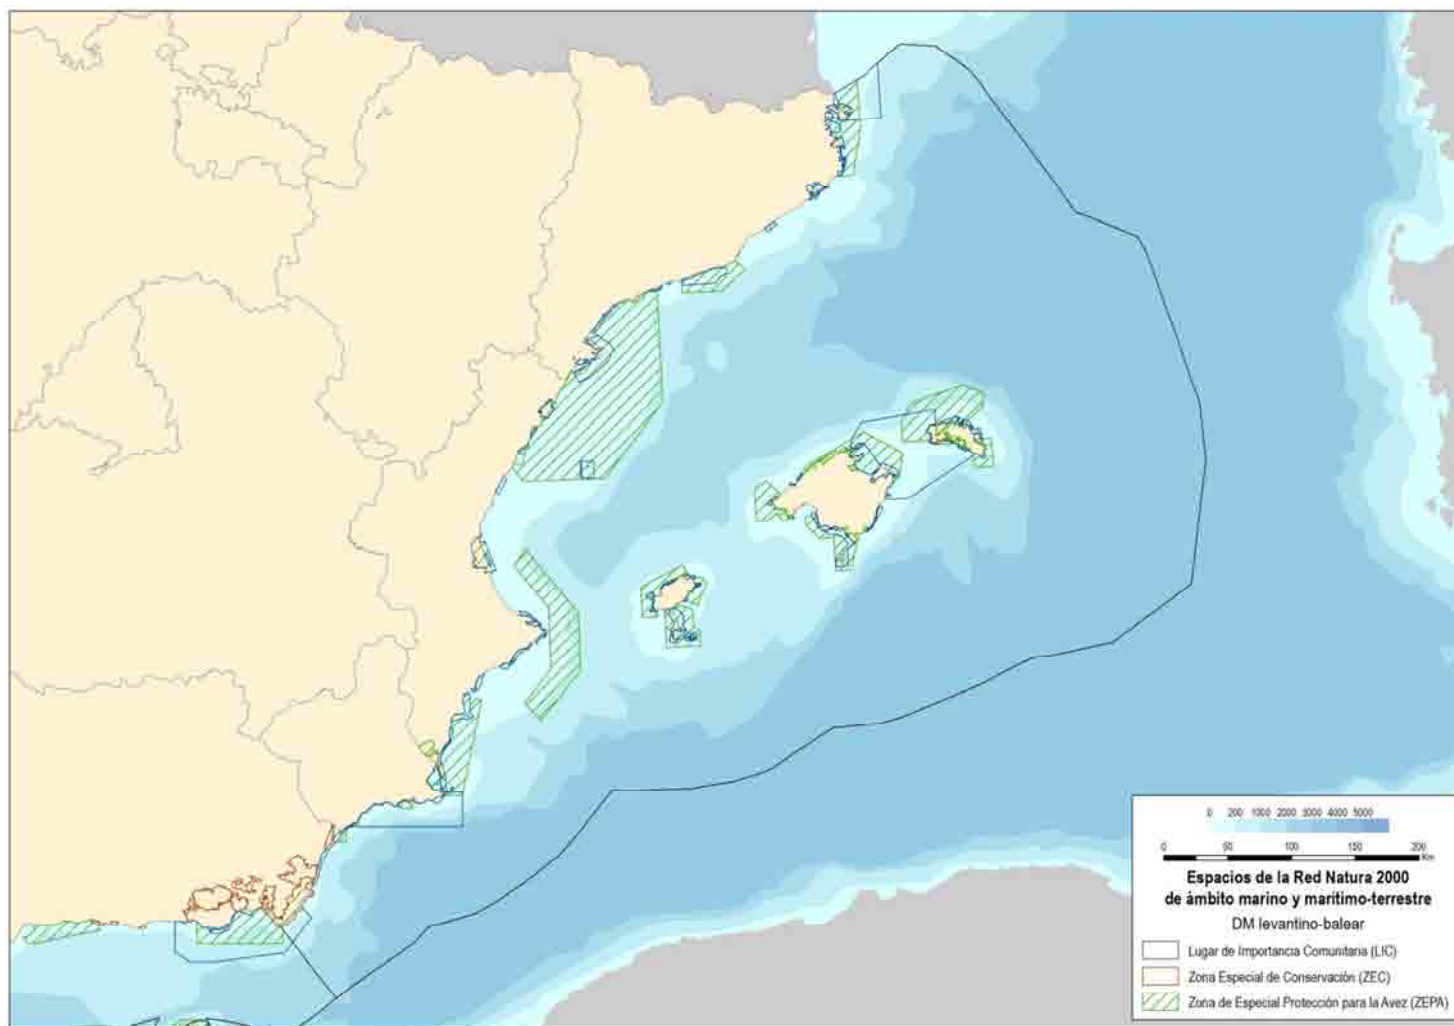 0 200 1000 2000 3000 4000 5000
0 50 100 150 200
Km
Espacios de la Red Natura 2000
de ámbito marino y marítimo-terrestre
DM levantino-balear
Lugar de Importancia Comunitaria (LIC)
Zona Especial de Conservación (ZEC)
Zona de Especial Protección para la Avez (ZEPA)